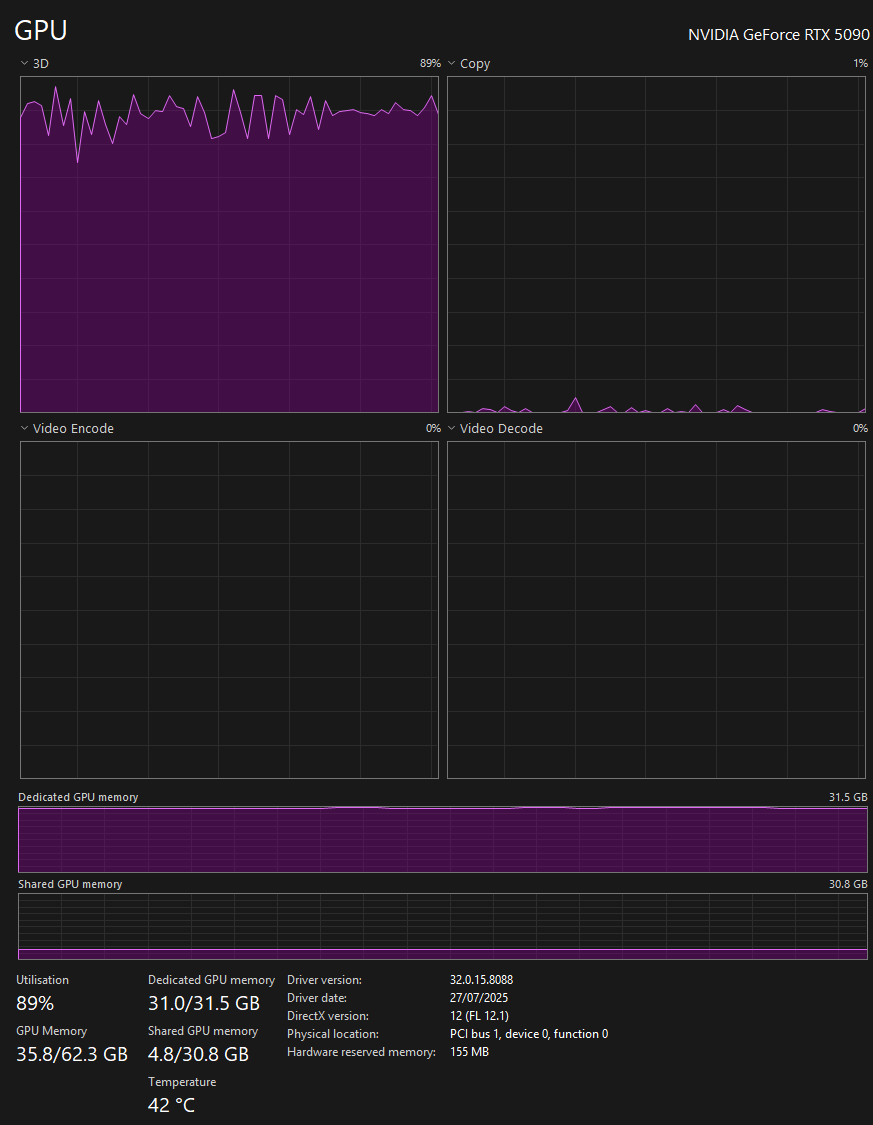 GPU
NVIDIA GeForce RTX 5090
3D 89%
Copy 1%
Video Encode 0%
Video Decode 0%
Dedicated GPU memory 31.5 GB
Shared GPU memory 30.8 GB
Utilisation
89%
GPU Memory
35.8/62.3 GB
Dedicated GPU memory
31.0/31.5 GB
Shared GPU memory
4.8/30.8 GB
Temperature
42 °C
Driver version: 32.0.15.8088
Driver date: 27/07/2025
DirectX version: 12 (FL 12.1)
Physical location: PCI bus 1, device 0, function 0
Hardware reserved memory: 155 MB